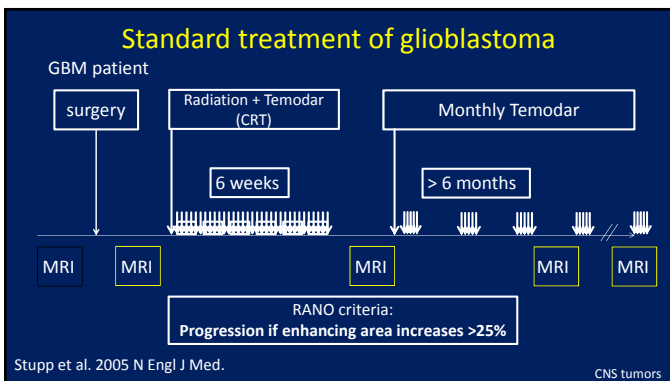 Standard treatment of glioblastoma
GBM patient
surgery
Radiation + Temodar
(CRT)
Monthly Temodar
6 weeks
> 6 months
MRI
MRI
MRI
MRI
MRI
RANO criteria:
Progression if enhancing area increases >25%
Stupp et al. 2005 N Engl J Med.
CNS tumors